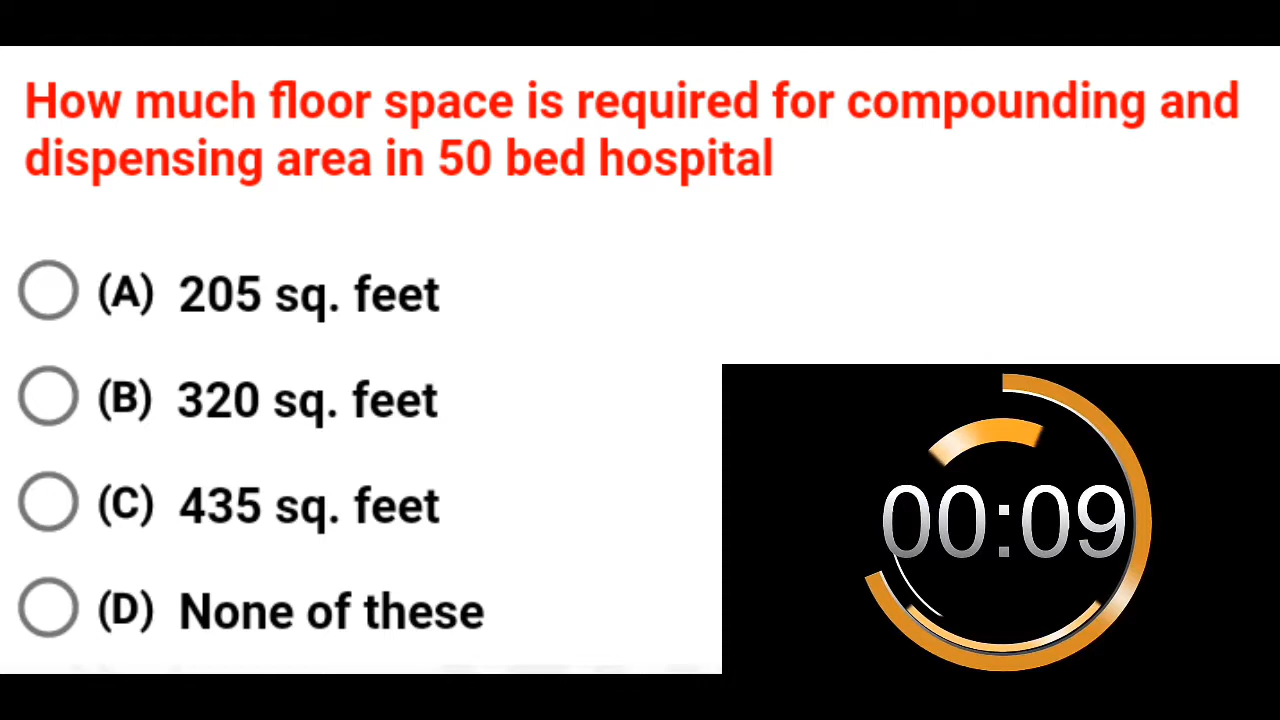 How much floor space is required for compounding and
dispensing area in 50 bed hospital
(A) 205 sq. feet
(B) 320 sq. feet
(C) 435 sq. feet
(D) None of these
00:09